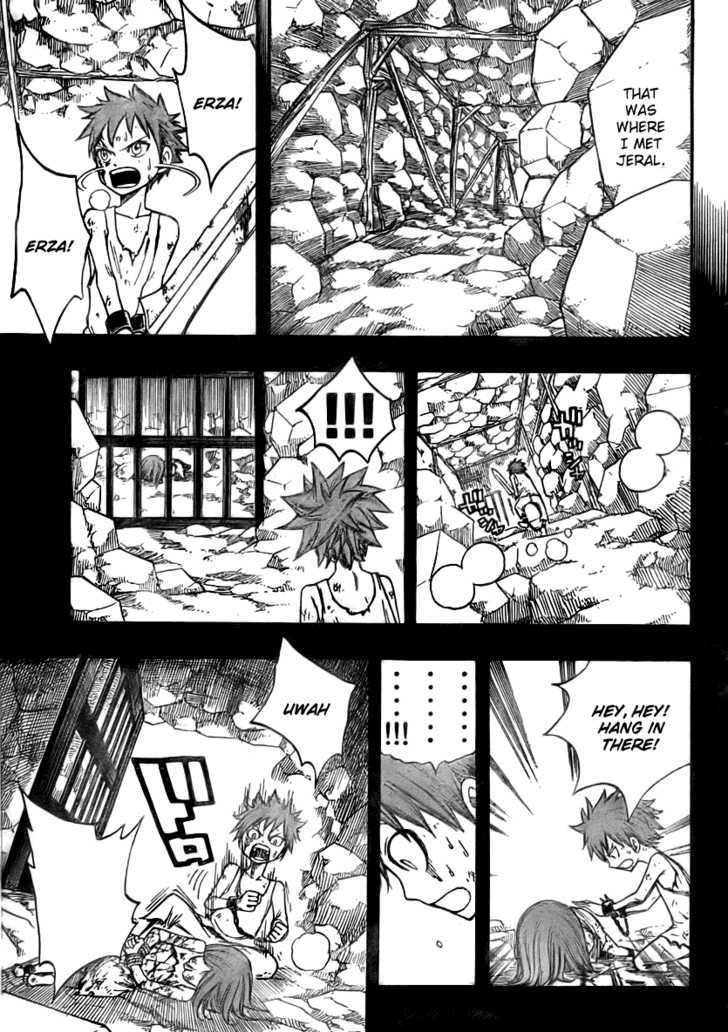 THAT
WAS
WHERE
I MET
JERAL.
ERZA!
ERZA!
!!!
HEY, HEY!
HANG IN
THERE!
!!!
UWAH